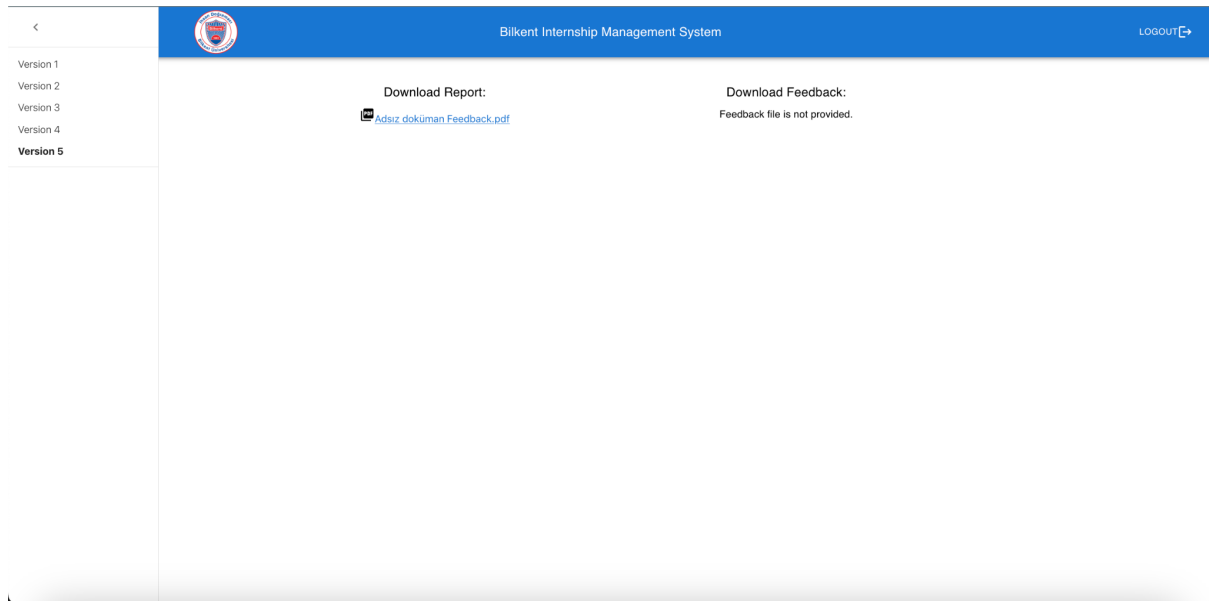 Bilkent Internship Management System
LOGOUT
Version 1
Version 2
Version 3
Version 4
Version 5
Download Report:
PDF
Adsız doküman Feedback.pdf
Download Feedback:
Feedback file is not provided.